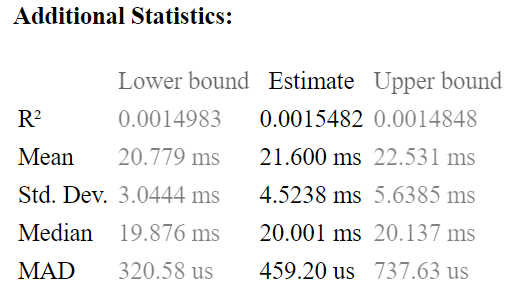 Additional Statistics:
Lower bound Estimate Upper bound
R² 0.0014983 0.0015482 0.0014848
Mean 20.779 ms 21.600 ms 22.531 ms
Std. Dev. 3.0444 ms 4.5238 ms 5.6385 ms
Median 19.876 ms 20.001 ms 20.137 ms
MAD 320.58 us 459.20 us 737.63 us